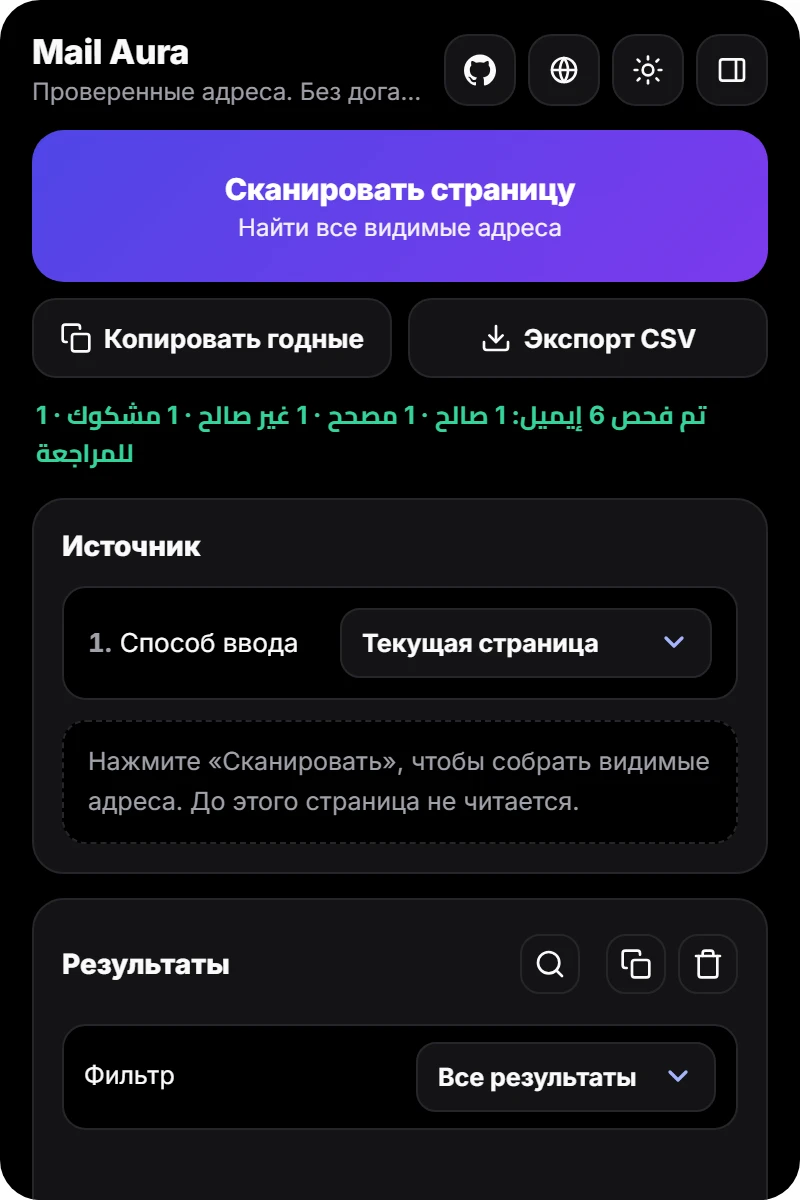 Mail Aura
Проверенные адреса. Без дога...
Сканировать страницу
Найти все видимые адреса
Копировать годные
Экспорт CSV
تم فحص 6 إيميل: 1 صالح · 1 مصحح · 1 غير صالح · 1 مشكوك · 1
للمراجعة
Источник
1. Способ ввода
Текущая страница
Нажмите «Сканировать», чтобы собрать видимые
адреса. До этого страница не читается.
Результаты
Фильтр
Все результаты